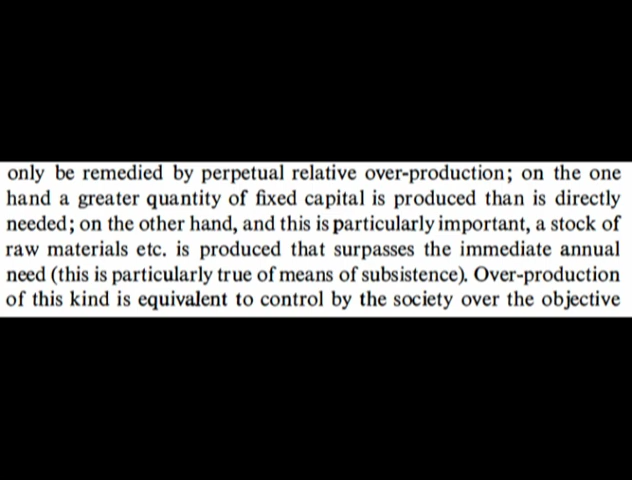 only be remedied by perpetual relative over-production; on the one
hand a greater quantity of fixed capital is produced than is directly
needed; on the other hand, and this is particularly important, a stock of
raw materials etc. is produced that surpasses the immediate annual
need (this is particularly true of means of subsistence). Over-production
of this kind is equivalent to control by the society over the objective